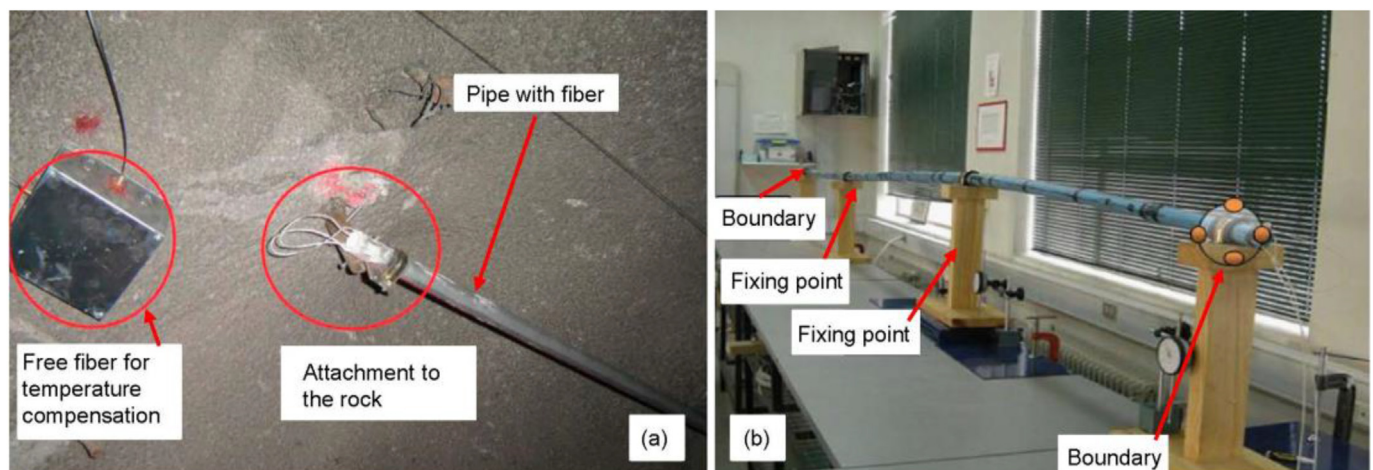 Pipe with fiber
Free fiber for
temperature
compensation
Attachment to
the rock
(a)
Boundary
Fixing point
Fixing point
(b)
Boundary